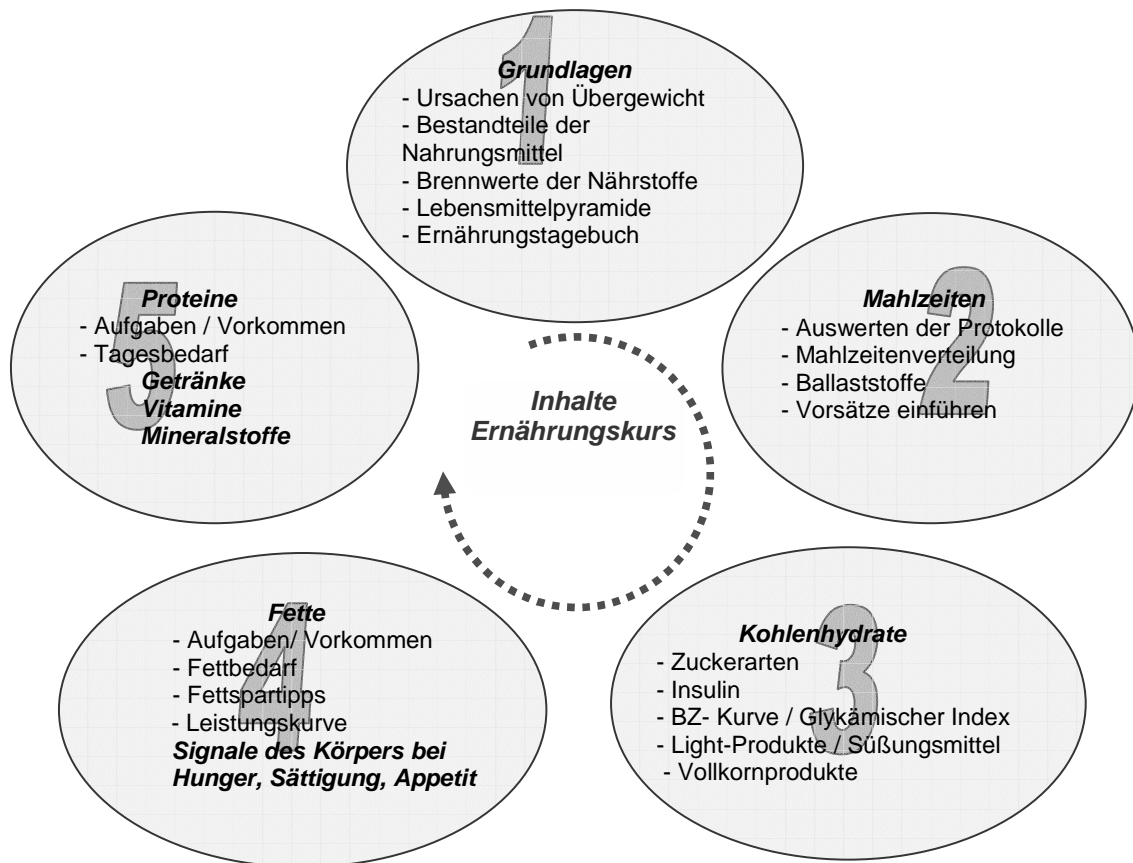 1
Grundlagen
- Ursachen von Übergewicht
- Bestandteile der
Nahrungsmittel
- Brennwerte der Nährstoffe
- Lebensmittelpyramide
- Ernährungstagebuch
2
Mahlzeiten
- Auswerten der Protokolle
- Mahlzeitenverteilung
- Ballaststoffe
- Vorsätze einführen
3
Kohlenhydrate
- Zuckerarten
- Insulin
- BZ- Kurve / Glykämischer Index
- Light-Produkte / Süßungsmittel
- Vollkornprodukte
4
Fette
- Aufgaben/ Vorkommen
- Fettbedarf
- Fettspartipps
- Leistungskurve
Signale des Körpers bei
Hunger, Sättigung, Appetit
5
Proteine
- Aufgaben / Vorkommen
- Tagesbedarf
Getränke
Vitamine
Mineralstoffe
Inhalte
Ernährungskurs